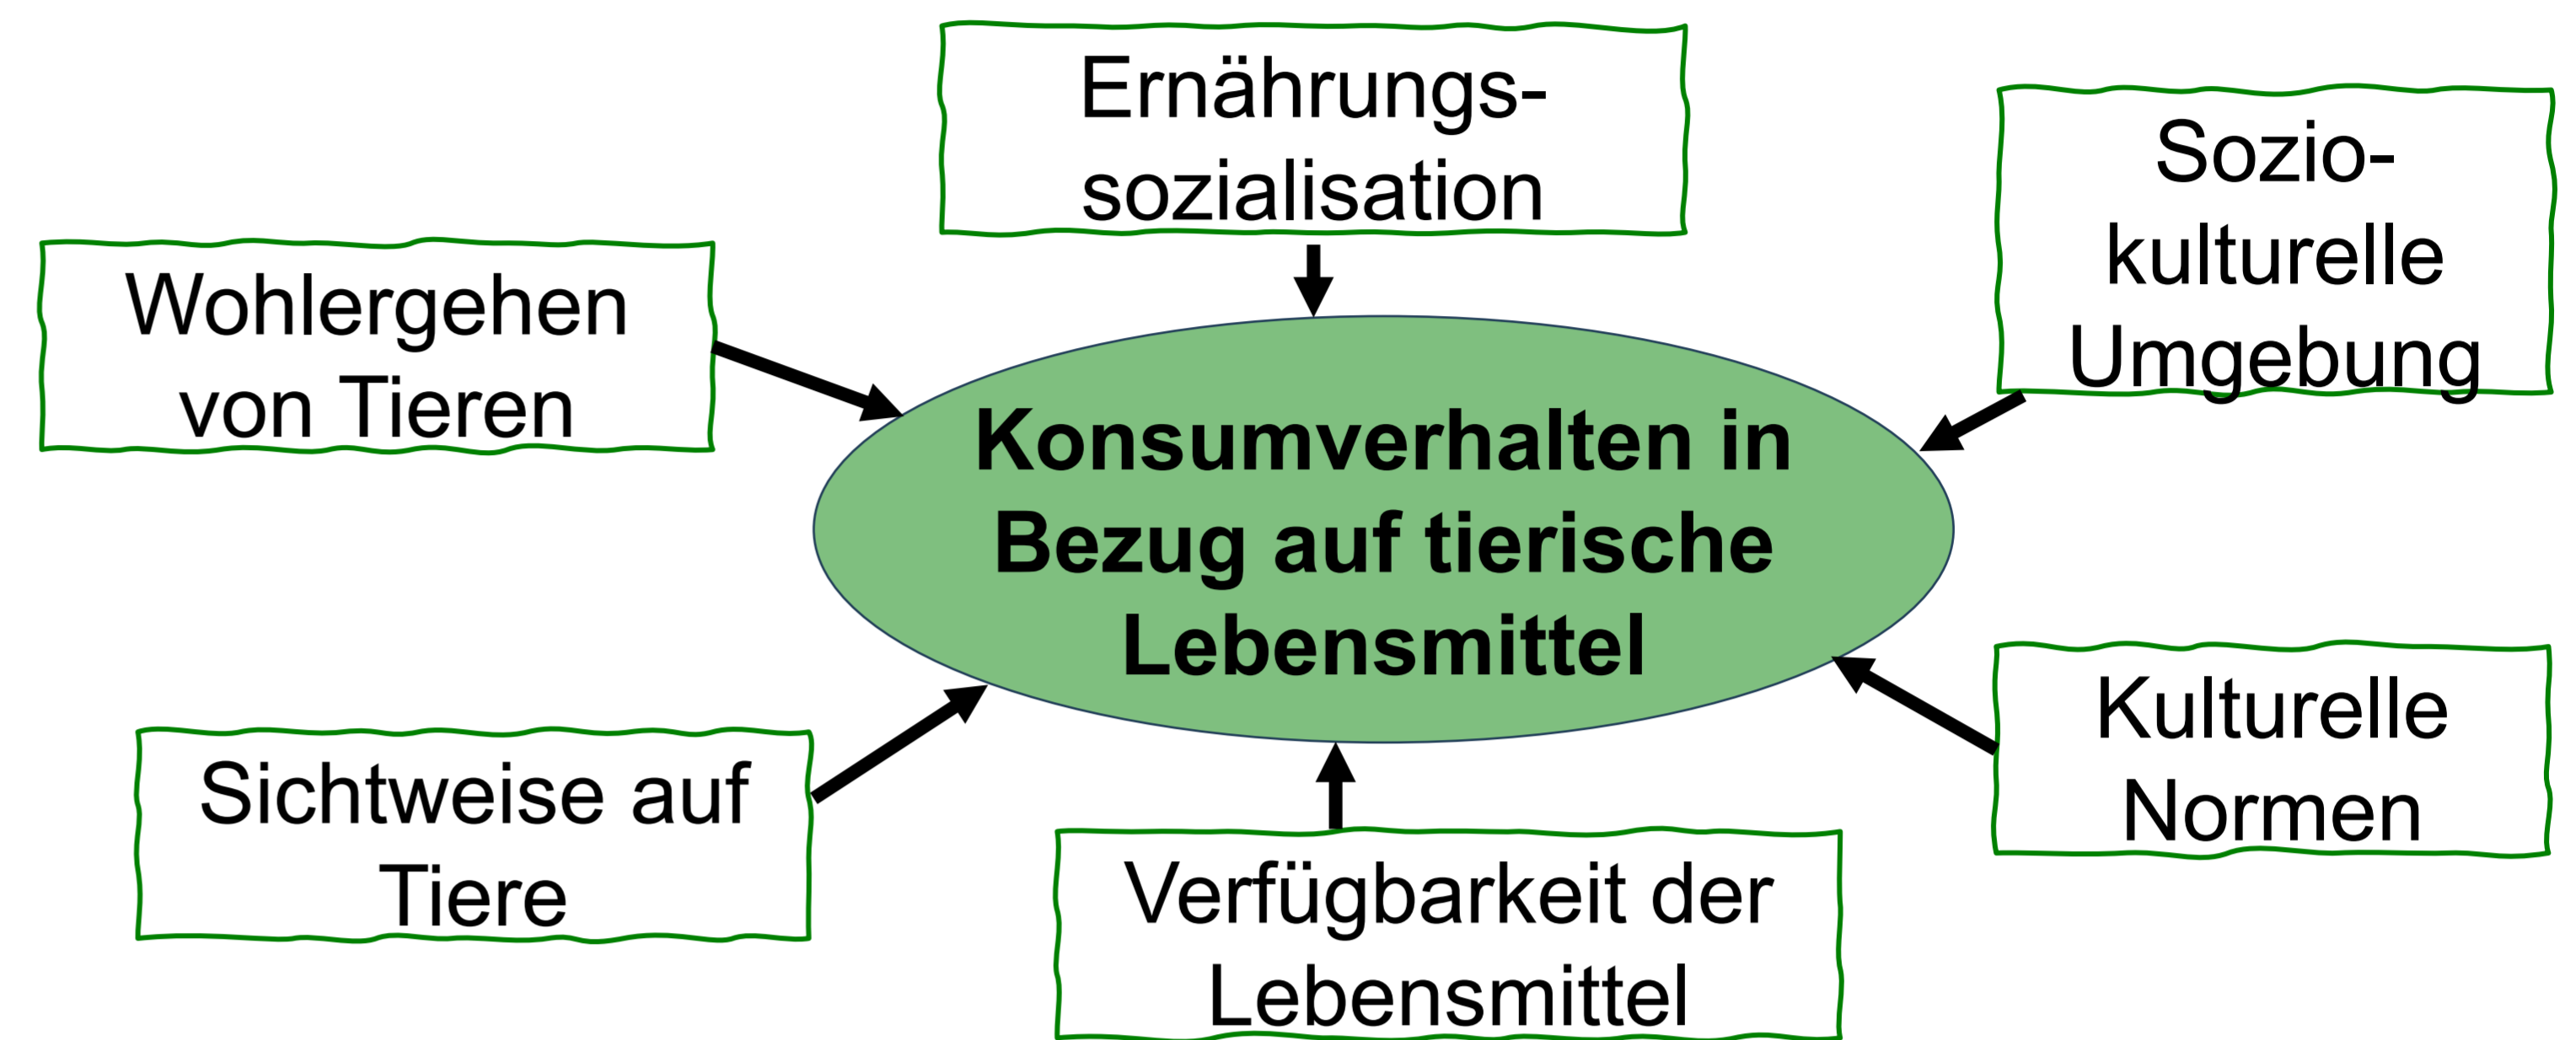 Ernährungs-
sozialisation
Sozio-
kulturelle
Umgebung
Wohlergehen
von Tieren
Konsumverhalten in
Bezug auf tierische
Lebensmittel
Kulturelle
Normen
Sichtweise auf
Tiere
Verfügbarkeit der
Lebensmittel